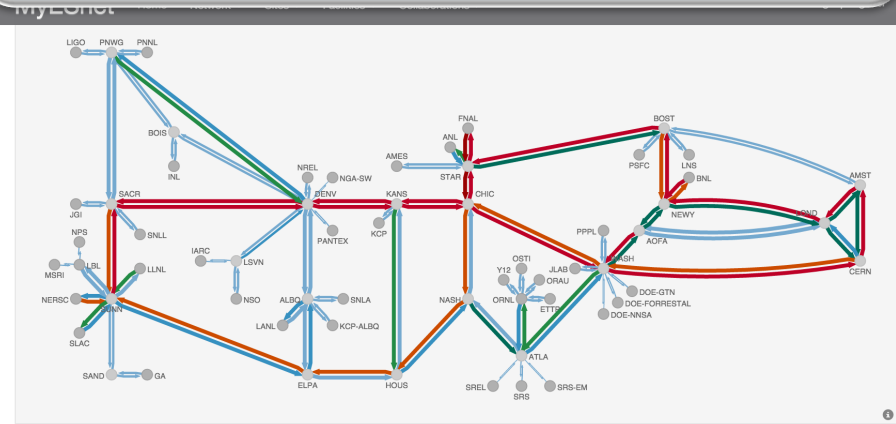 MyESnet
LIGO PNWG PNNL
BOIS
INL
FNAL
ANL
AMES
STAR
BOST
PSFC LNS
BNL
AMST
NREL
NGA-SW
SACR
DENV
KANS
CHIC
NEWY
JGI
SNLL
KCP
PANTEX
AOFA
PPPL
NPS
LBL
MSRI
LLNL
IARC
LSVN
OSTI
Y12
JLAB
ORAU
CERN
NERSC
NSO
ALBQ
SNLA
NASH
ORNL
ETTP
DOE-GTN
DOE-FORRESTAL
DOE-NNSA
SLAC
LANL
KCP-ALBQ
ATLA
SAND
GA
ELPA
HOUS
SREL
SRS
SRS-EM